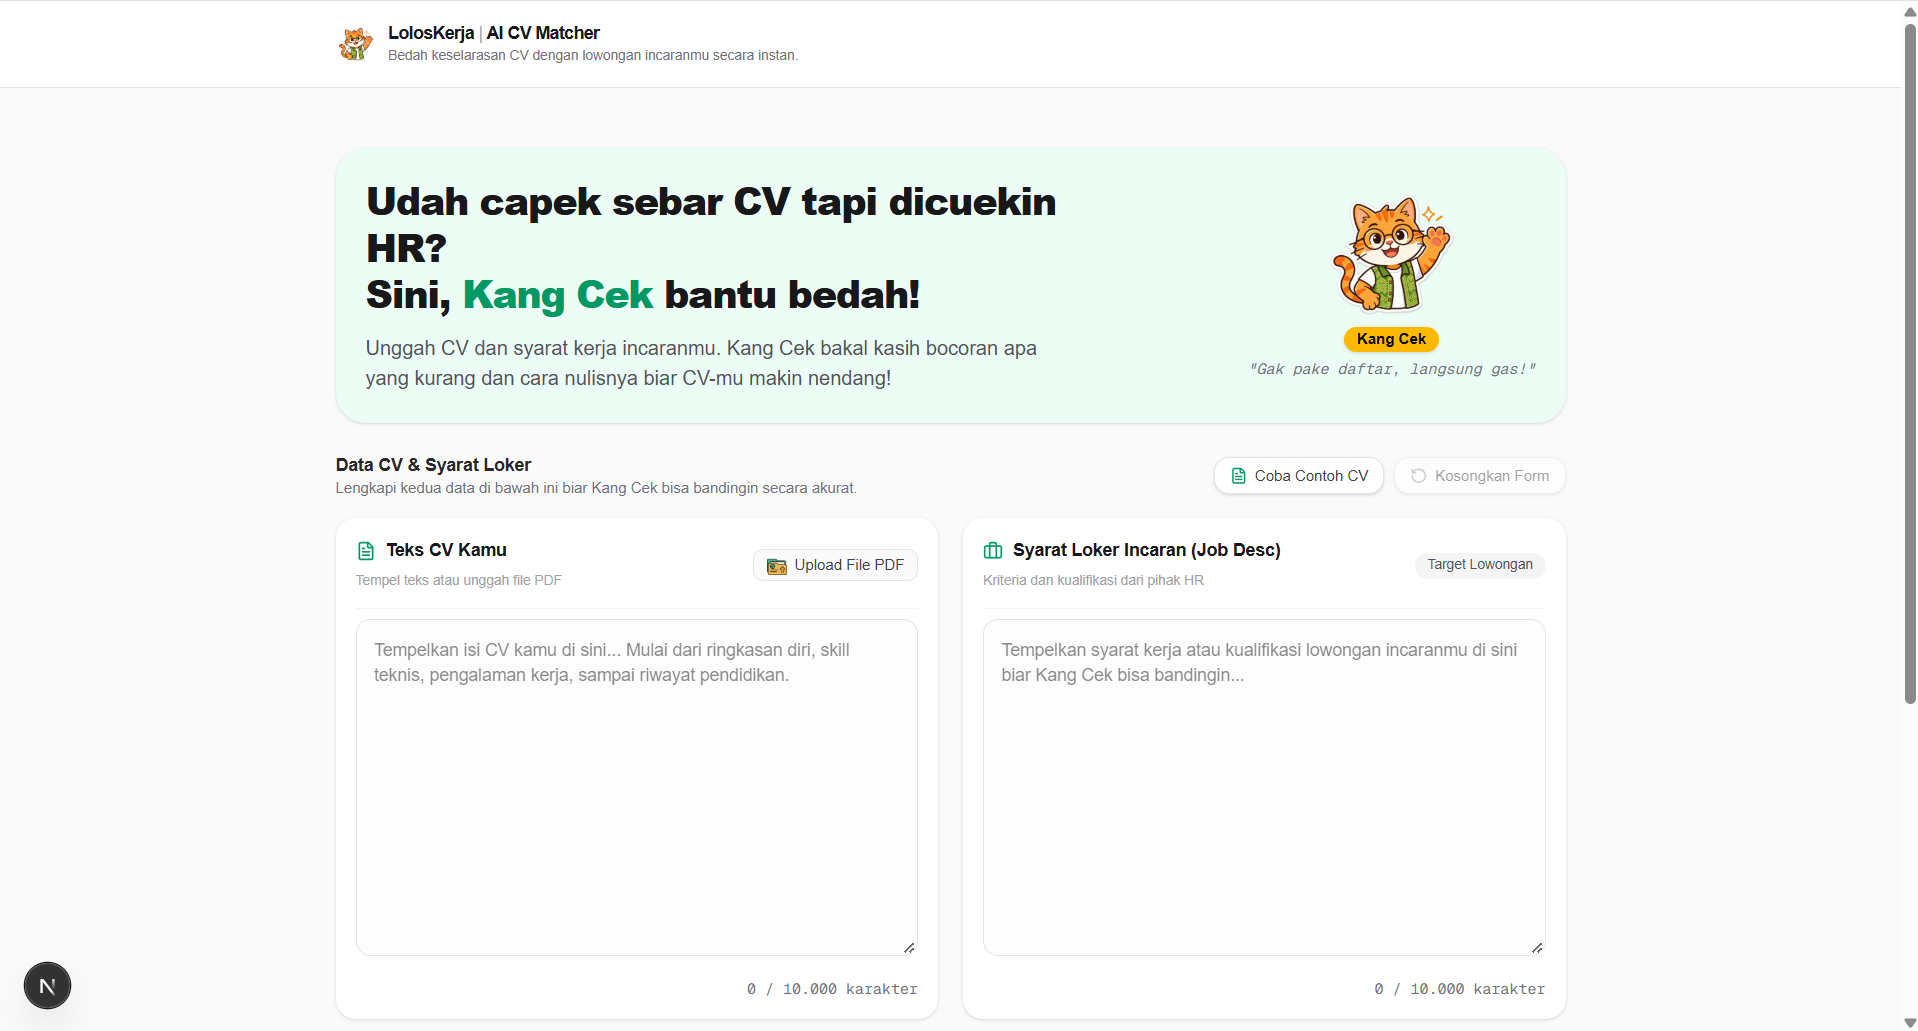 LolosKerja | AI CV Matcher
Bedah keselarasan CV dengan lowongan incaranmu secara instan.
Udah capek sebar CV tapi dicuekin
HR?
Sini, Kang Cek bantu bedah!
Unggah CV dan syarat kerja incaranmu. Kang Cek bakal kasih bocoran apa
yang kurang dan cara nulisnya biar CV-mu makin nendang!
Kang Cek
"Gak pake daftar, langsung gas!"
Data CV & Syarat Loker
Lengkapi kedua data di bawah ini biar Kang Cek bisa bandingin secara akurat.
Coba Contoh CV
Kosongkan Form
Teks CV Kamu
Tempel teks atau unggah file PDF
Upload File PDF
Tempelkan isi CV kamu di sini... Mulai dari ringkasan diri, skill
teknis, pengalaman kerja, sampai riwayat pendidikan.
0 / 10.000 karakter
Syarat Loker Incaran (Job Desc)
Kriteria dan kualifikasi dari pihak HR
Target Lowongan
Tempelkan syarat kerja atau kualifikasi lowongan incaranmu di sini
biar Kang Cek bisa bandingin...
0 / 10.000 karakter
N